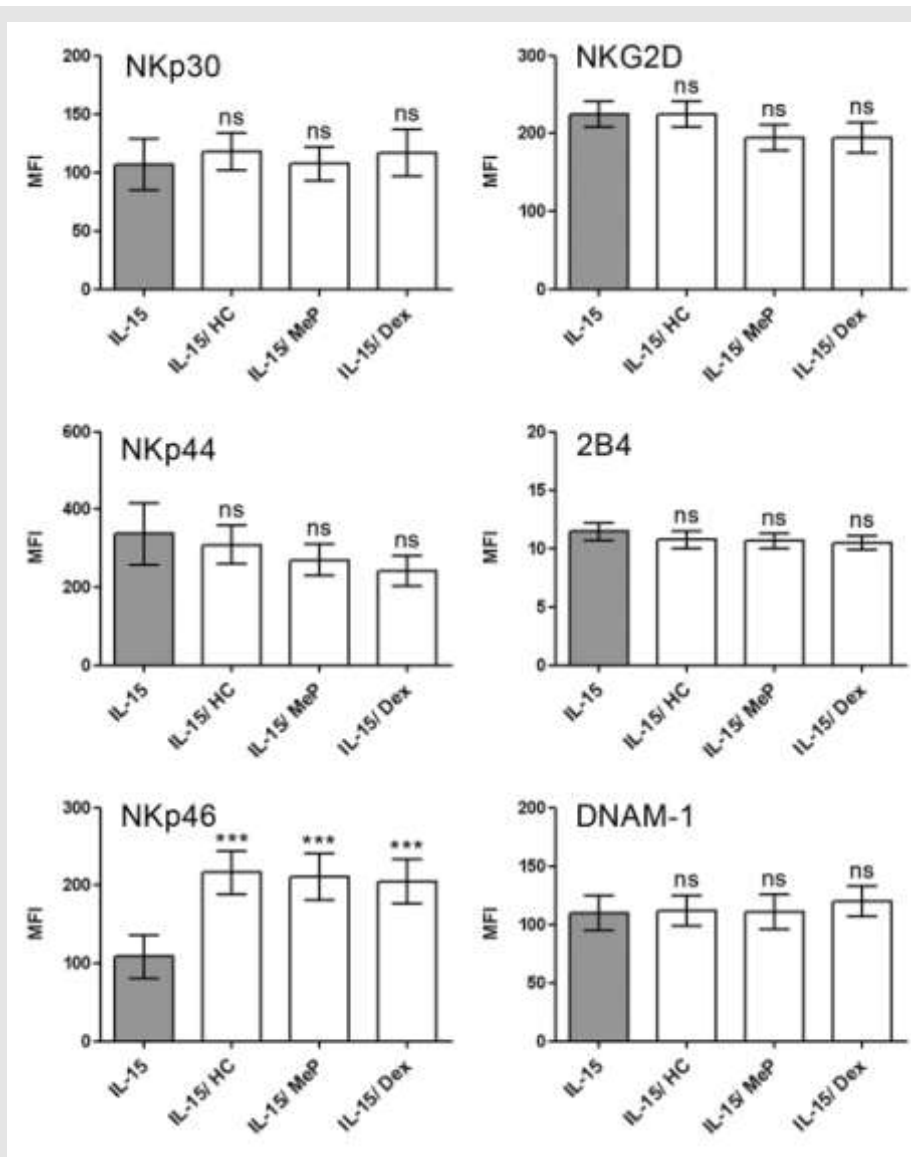 NKp30
200
150
100
50
0
MFI
ns
ns
ns
IL-15
IL-15/ HC
IL-15/ MeP
IL-15/ Dex
NKG2D
300
200
100
0
MFI
ns
ns
ns
IL-15
IL-15/ HC
IL-15/ MeP
IL-15/ Dex
NKp44
600
400
200
0
MFI
ns
ns
ns
IL-15
IL-15/ HC
IL-15/ MeP
IL-15/ Dex
2B4
20
15
10
5
0
MFI
ns
ns
ns
IL-15
IL-15/ HC
IL-15/ MeP
IL-15/ Dex
NKp46
300
200
100
0
MFI
***
***
***
IL-15
IL-15/ HC
IL-15/ MeP
IL-15/ Dex
DNAM-1
200
150
100
50
0
MFI
ns
ns
ns
IL-15
IL-15/ HC
IL-15/ MeP
IL-15/ Dex